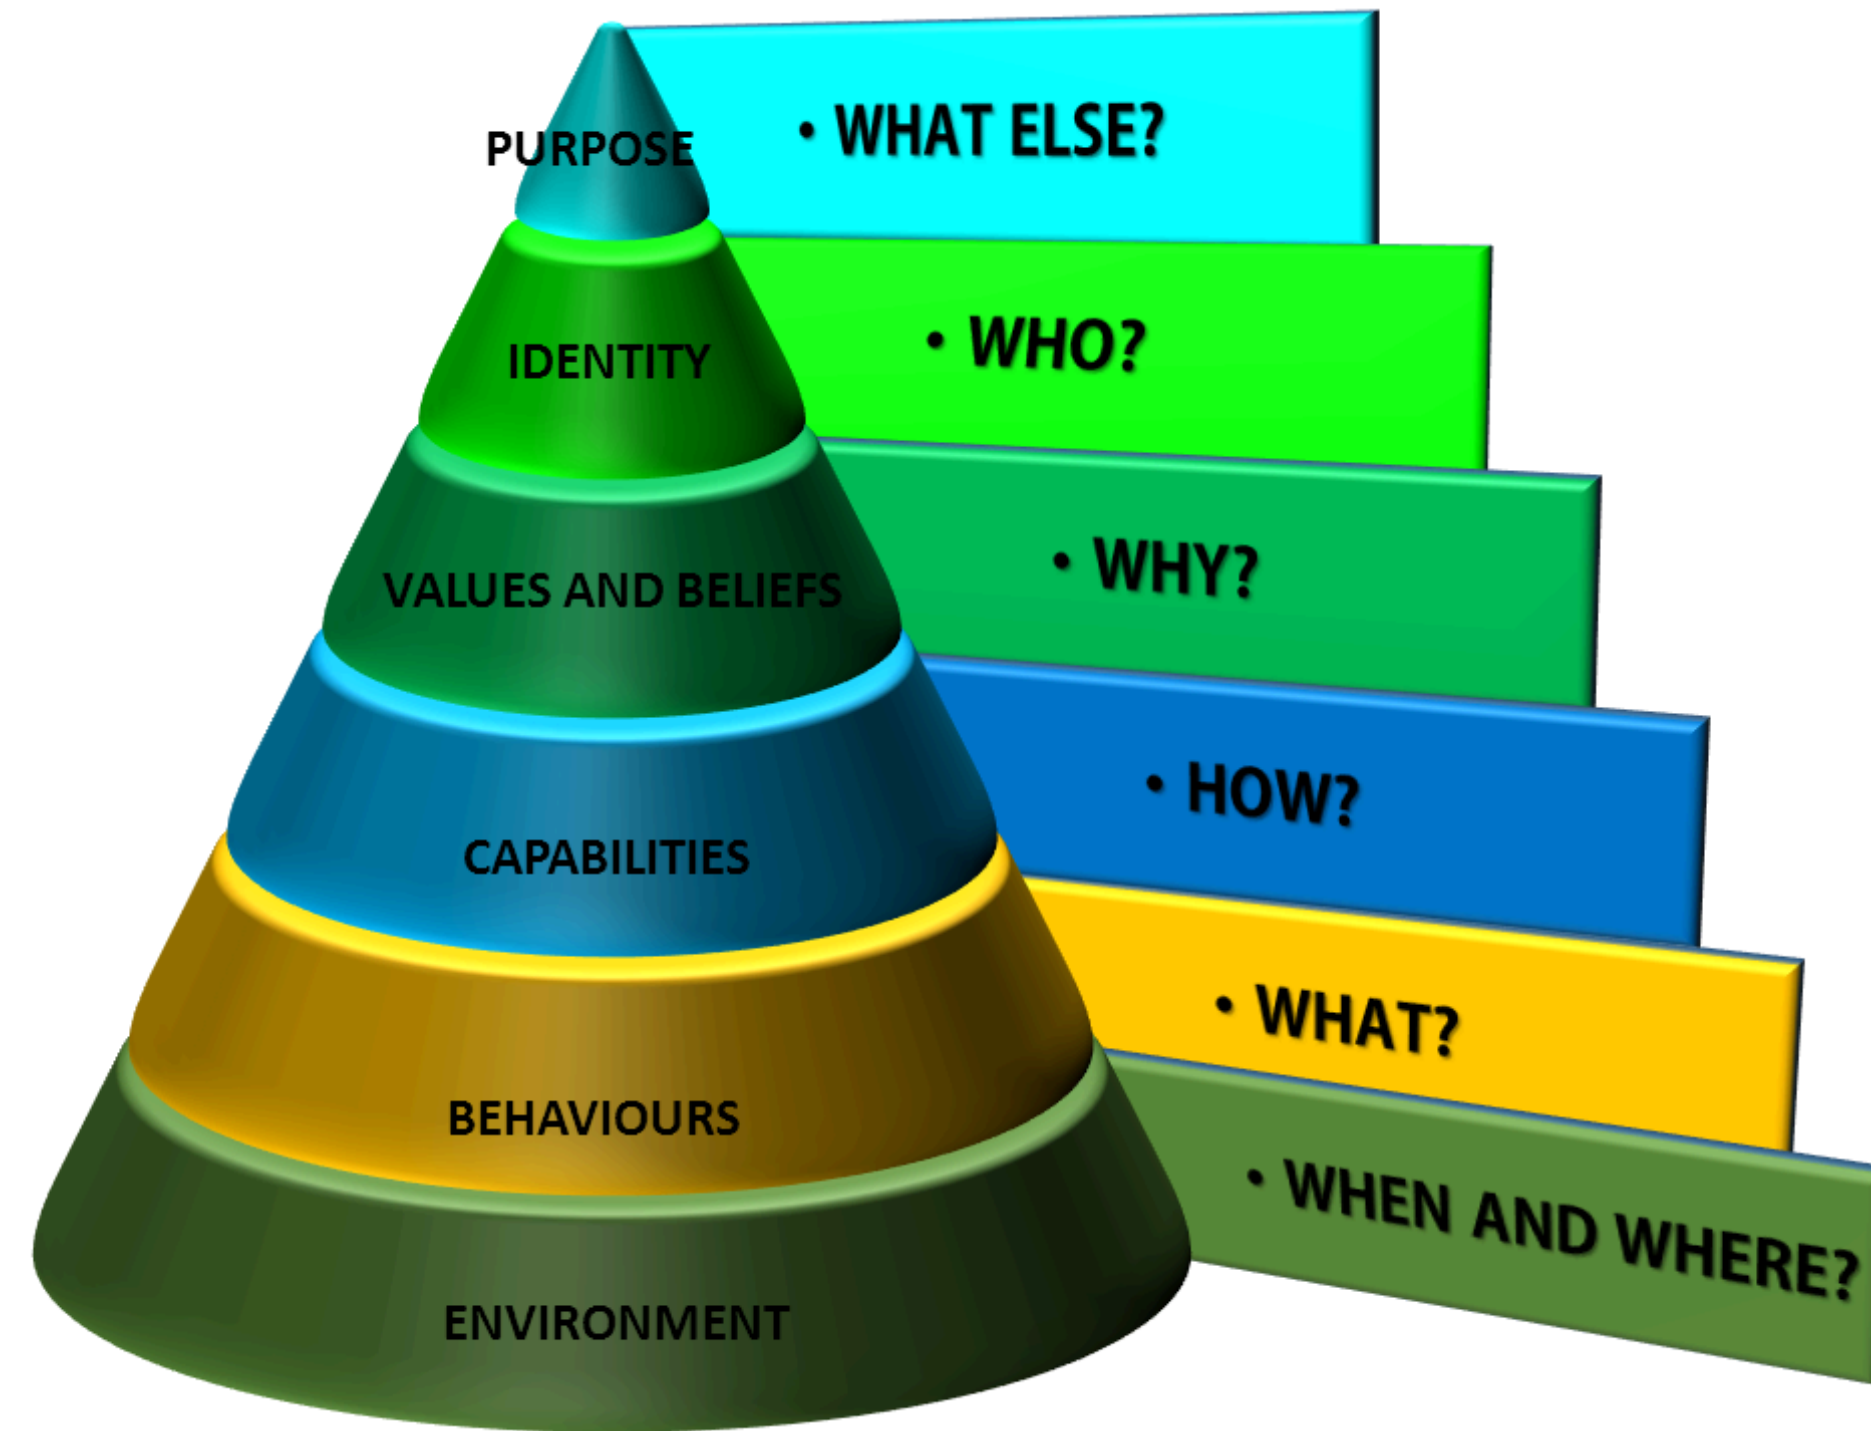 PURPOSE
• WHAT ELSE?
IDENTITY
• WHO?
VALUES AND BELIEFS
• WHY?
CAPABILITIES
• HOW?
BEHAVIOURS
• WHAT?
ENVIRONMENT
• WHEN AND WHERE?